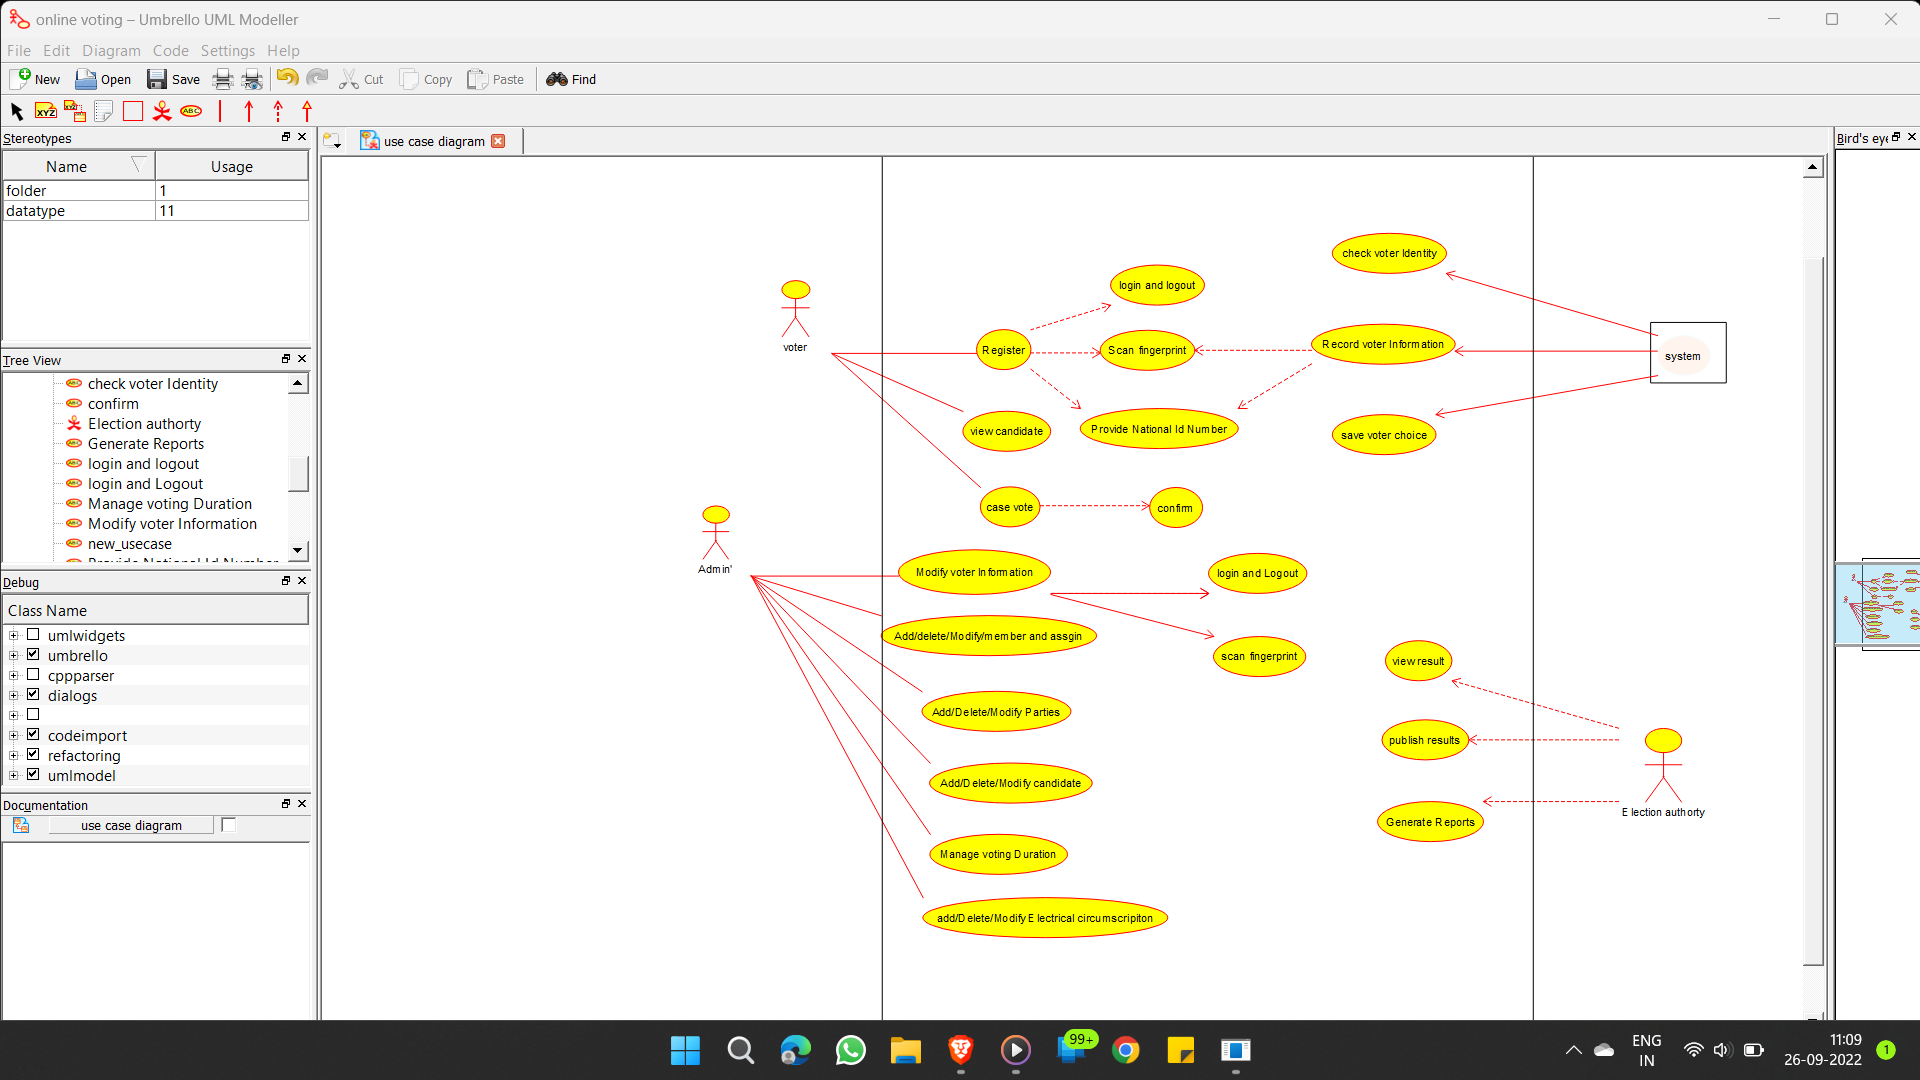 online voting – Umbrello UML Modeller
File Edit Diagram Code Settings Help
New Open Save Cut Copy Paste Find
XYZ XYZ ABC
Stereotypes
Name Usage
folder 1
datatype 11
Tree View
check voter Identity
confirm
Election authorty
Generate Reports
login and logout
login and Logout
Manage voting Duration
Modify voter Information
new_usecase
Provide National Id Number
Debug
Class Name
umlwidgets
umbrello
cppparser
dialogs
codeimport
refactoring
umlmodel
Documentation
use case diagram
use case diagram
Bird's eye
check voter Identity
login and logout
voter
Register
Scan fingerprint
Record voter Information
system
view candidate
Provide National Id Number
save voter choice
case vote
confirm
Admin'
Modify voter Information
login and Logout
Add/delete/Modify/member and assgin
scan fingerprint
view result
Add/Delete/Modify Parties
publish results
Add/Delete/Modify candidate
Election authorty
Generate Reports
Manage voting Duration
add/Delete/Modify Electrical circumscripiton
99+
ENG
IN
11:09
26-09-2022
1